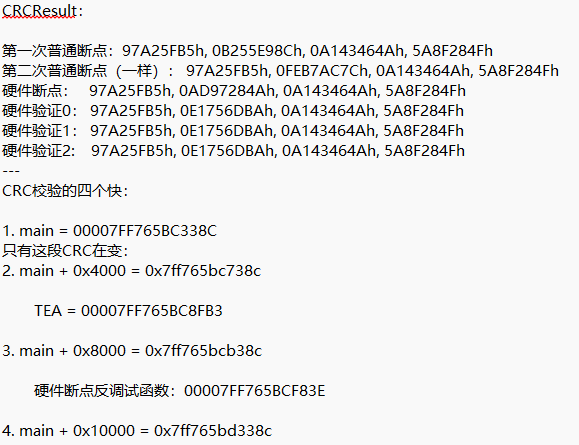 CRCResult：
第一次普通断点：97A25FB5h, 0B255E98Ch, 0A143464Ah, 5A8F284Fh
第二次普通断点（一样）： 97A25FB5h, 0FEB7AC7Ch, 0A143464Ah, 5A8F284Fh
硬件断点： 97A25FB5h, 0AD97284Ah, 0A143464Ah, 5A8F284Fh
硬件验证0： 97A25FB5h, 0E1756DBAh, 0A143464Ah, 5A8F284Fh
硬件验证1： 97A25FB5h, 0E1756DBAh, 0A143464Ah, 5A8F284Fh
硬件验证2： 97A25FB5h, 0E1756DBAh, 0A143464Ah, 5A8F284Fh
---
CRC校验的四个快：
1. main = 00007FF765BC338C
只有这段CRC在变：
2. main + 0x4000 = 0x7ff765bc738c
TEA = 00007FF765BC8FB3
3. main + 0x8000 = 0x7ff765bcb38c
硬件断点反调试函数：00007FF765BCF83E
4. main + 0x10000 = 0x7ff765bd338c